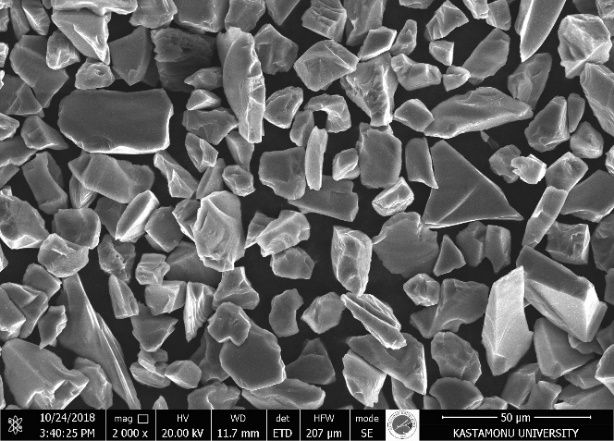 10/24/2018 mag HV WD det HFW mode 50 µm
3:40:25 PM 2 000 x 20.00 kV 11.7 mm ETD 207 µm SE KASTAMONU UNIVERSITY